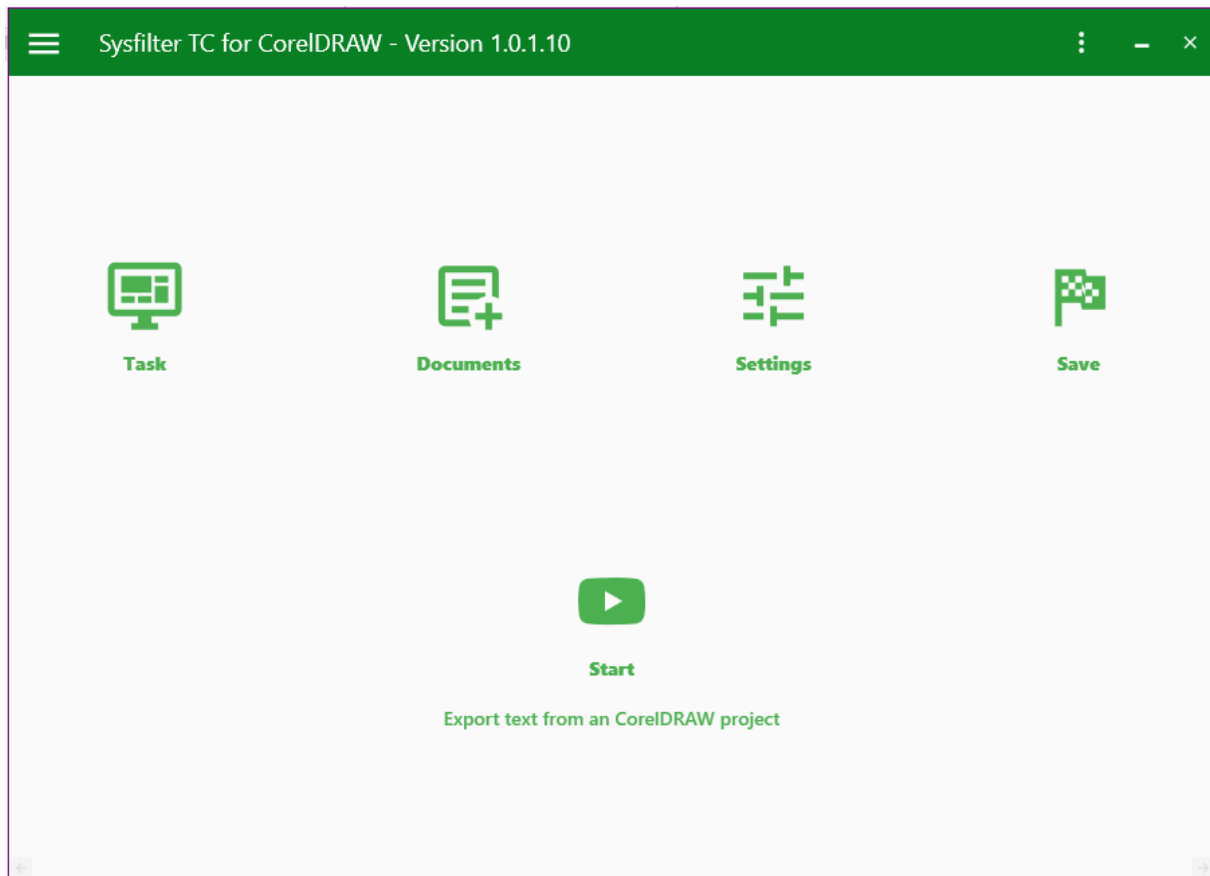 Sysfilter TC for CorelDRAW - Version 1.0.1.10
Task Documents Settings Save
Start
Export text from an CorelDRAW project